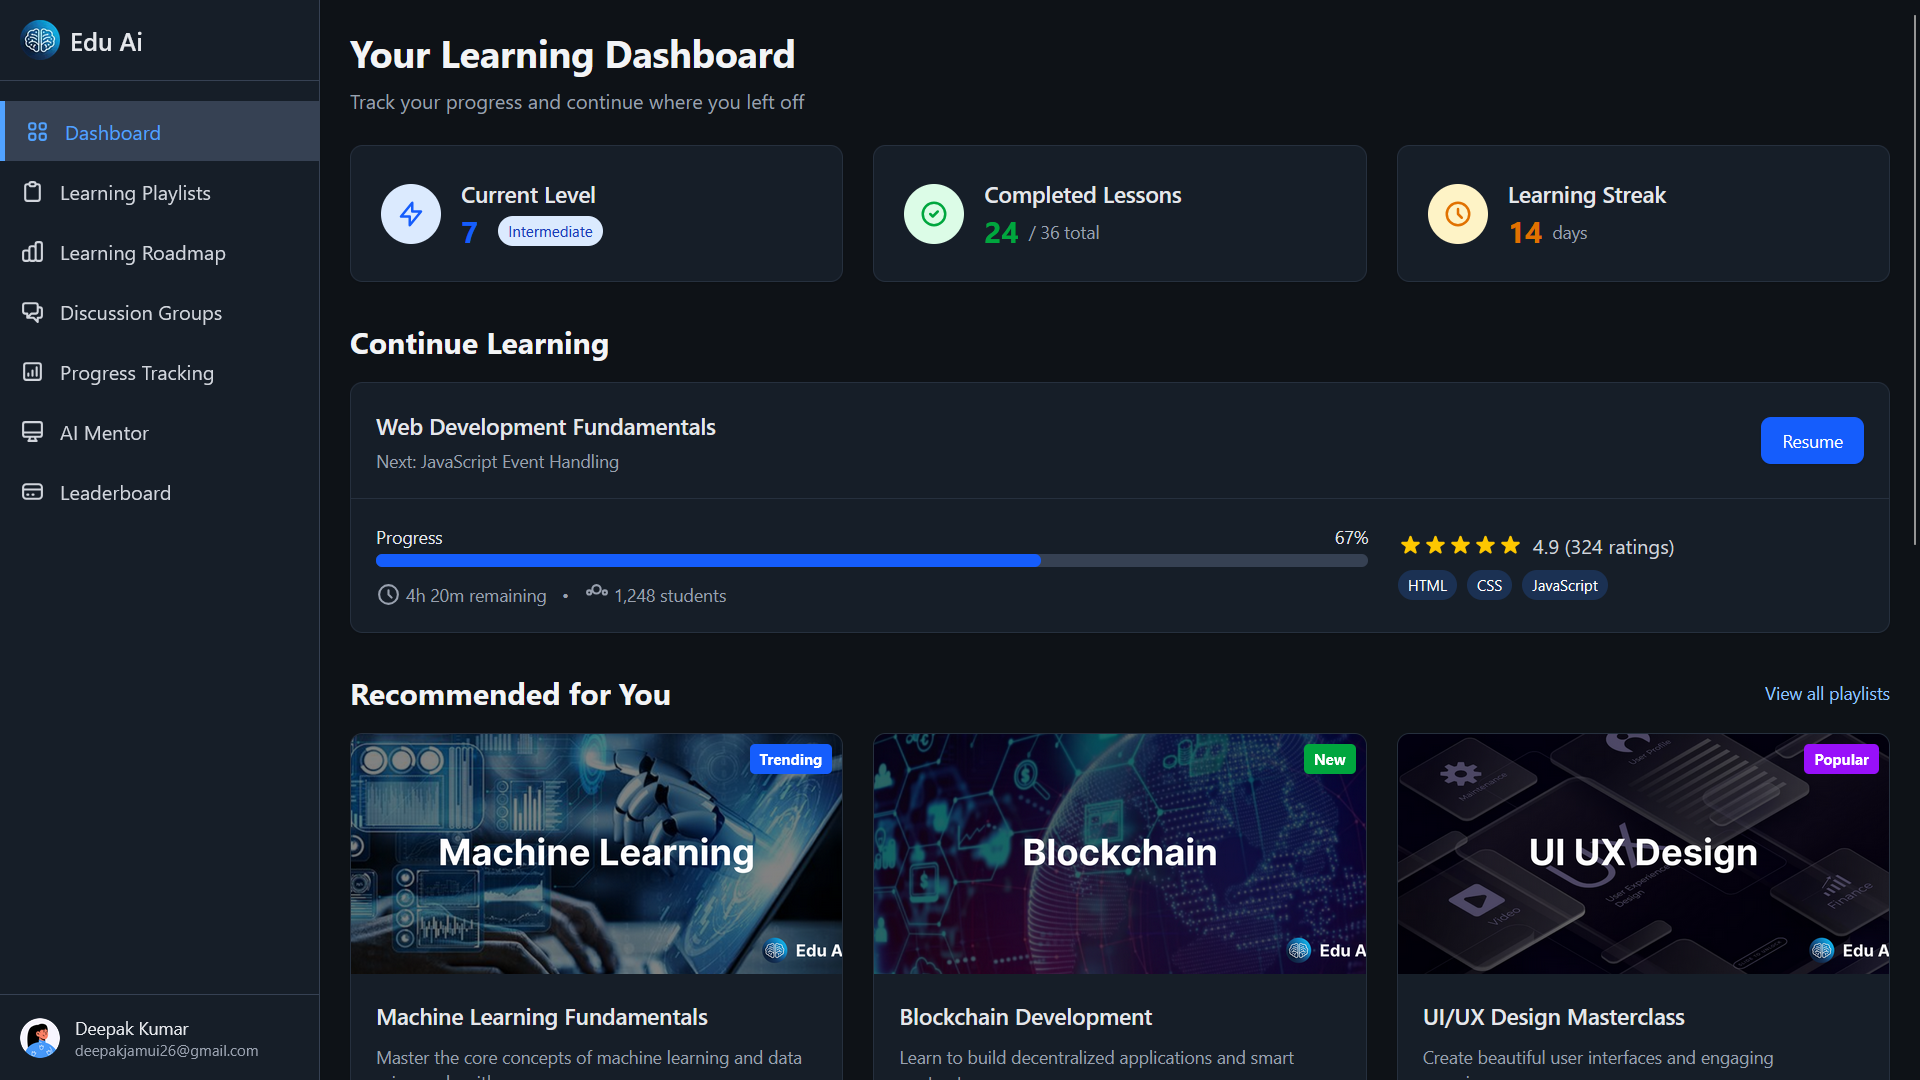 Edu Ai
Dashboard
Learning Playlists
Learning Roadmap
Discussion Groups
Progress Tracking
AI Mentor
Leaderboard
Deepak Kumar
deepakjamui26@gmail.com
Your Learning Dashboard
Track your progress and continue where you left off
Current Level
7 Intermediate
Completed Lessons
24 / 36 total
Learning Streak
14 days
Continue Learning
Web Development Fundamentals
Next: JavaScript Event Handling
Resume
Progress 67%
4h 20m remaining • 1,248 students
4.9 (324 ratings)
HTML CSS JavaScript
Recommended for You
View all playlists
Trending
Machine Learning
Edu A
Machine Learning Fundamentals
Master the core concepts of machine learning and data
New
Blockchain
Edu A
Blockchain Development
Learn to build decentralized applications and smart
Popular
User Profile
Maintenance
UI UX Design
UX
User Experience
Design
Video
Finance
Edu A
UI/UX Design Masterclass
Create beautiful user interfaces and engaging